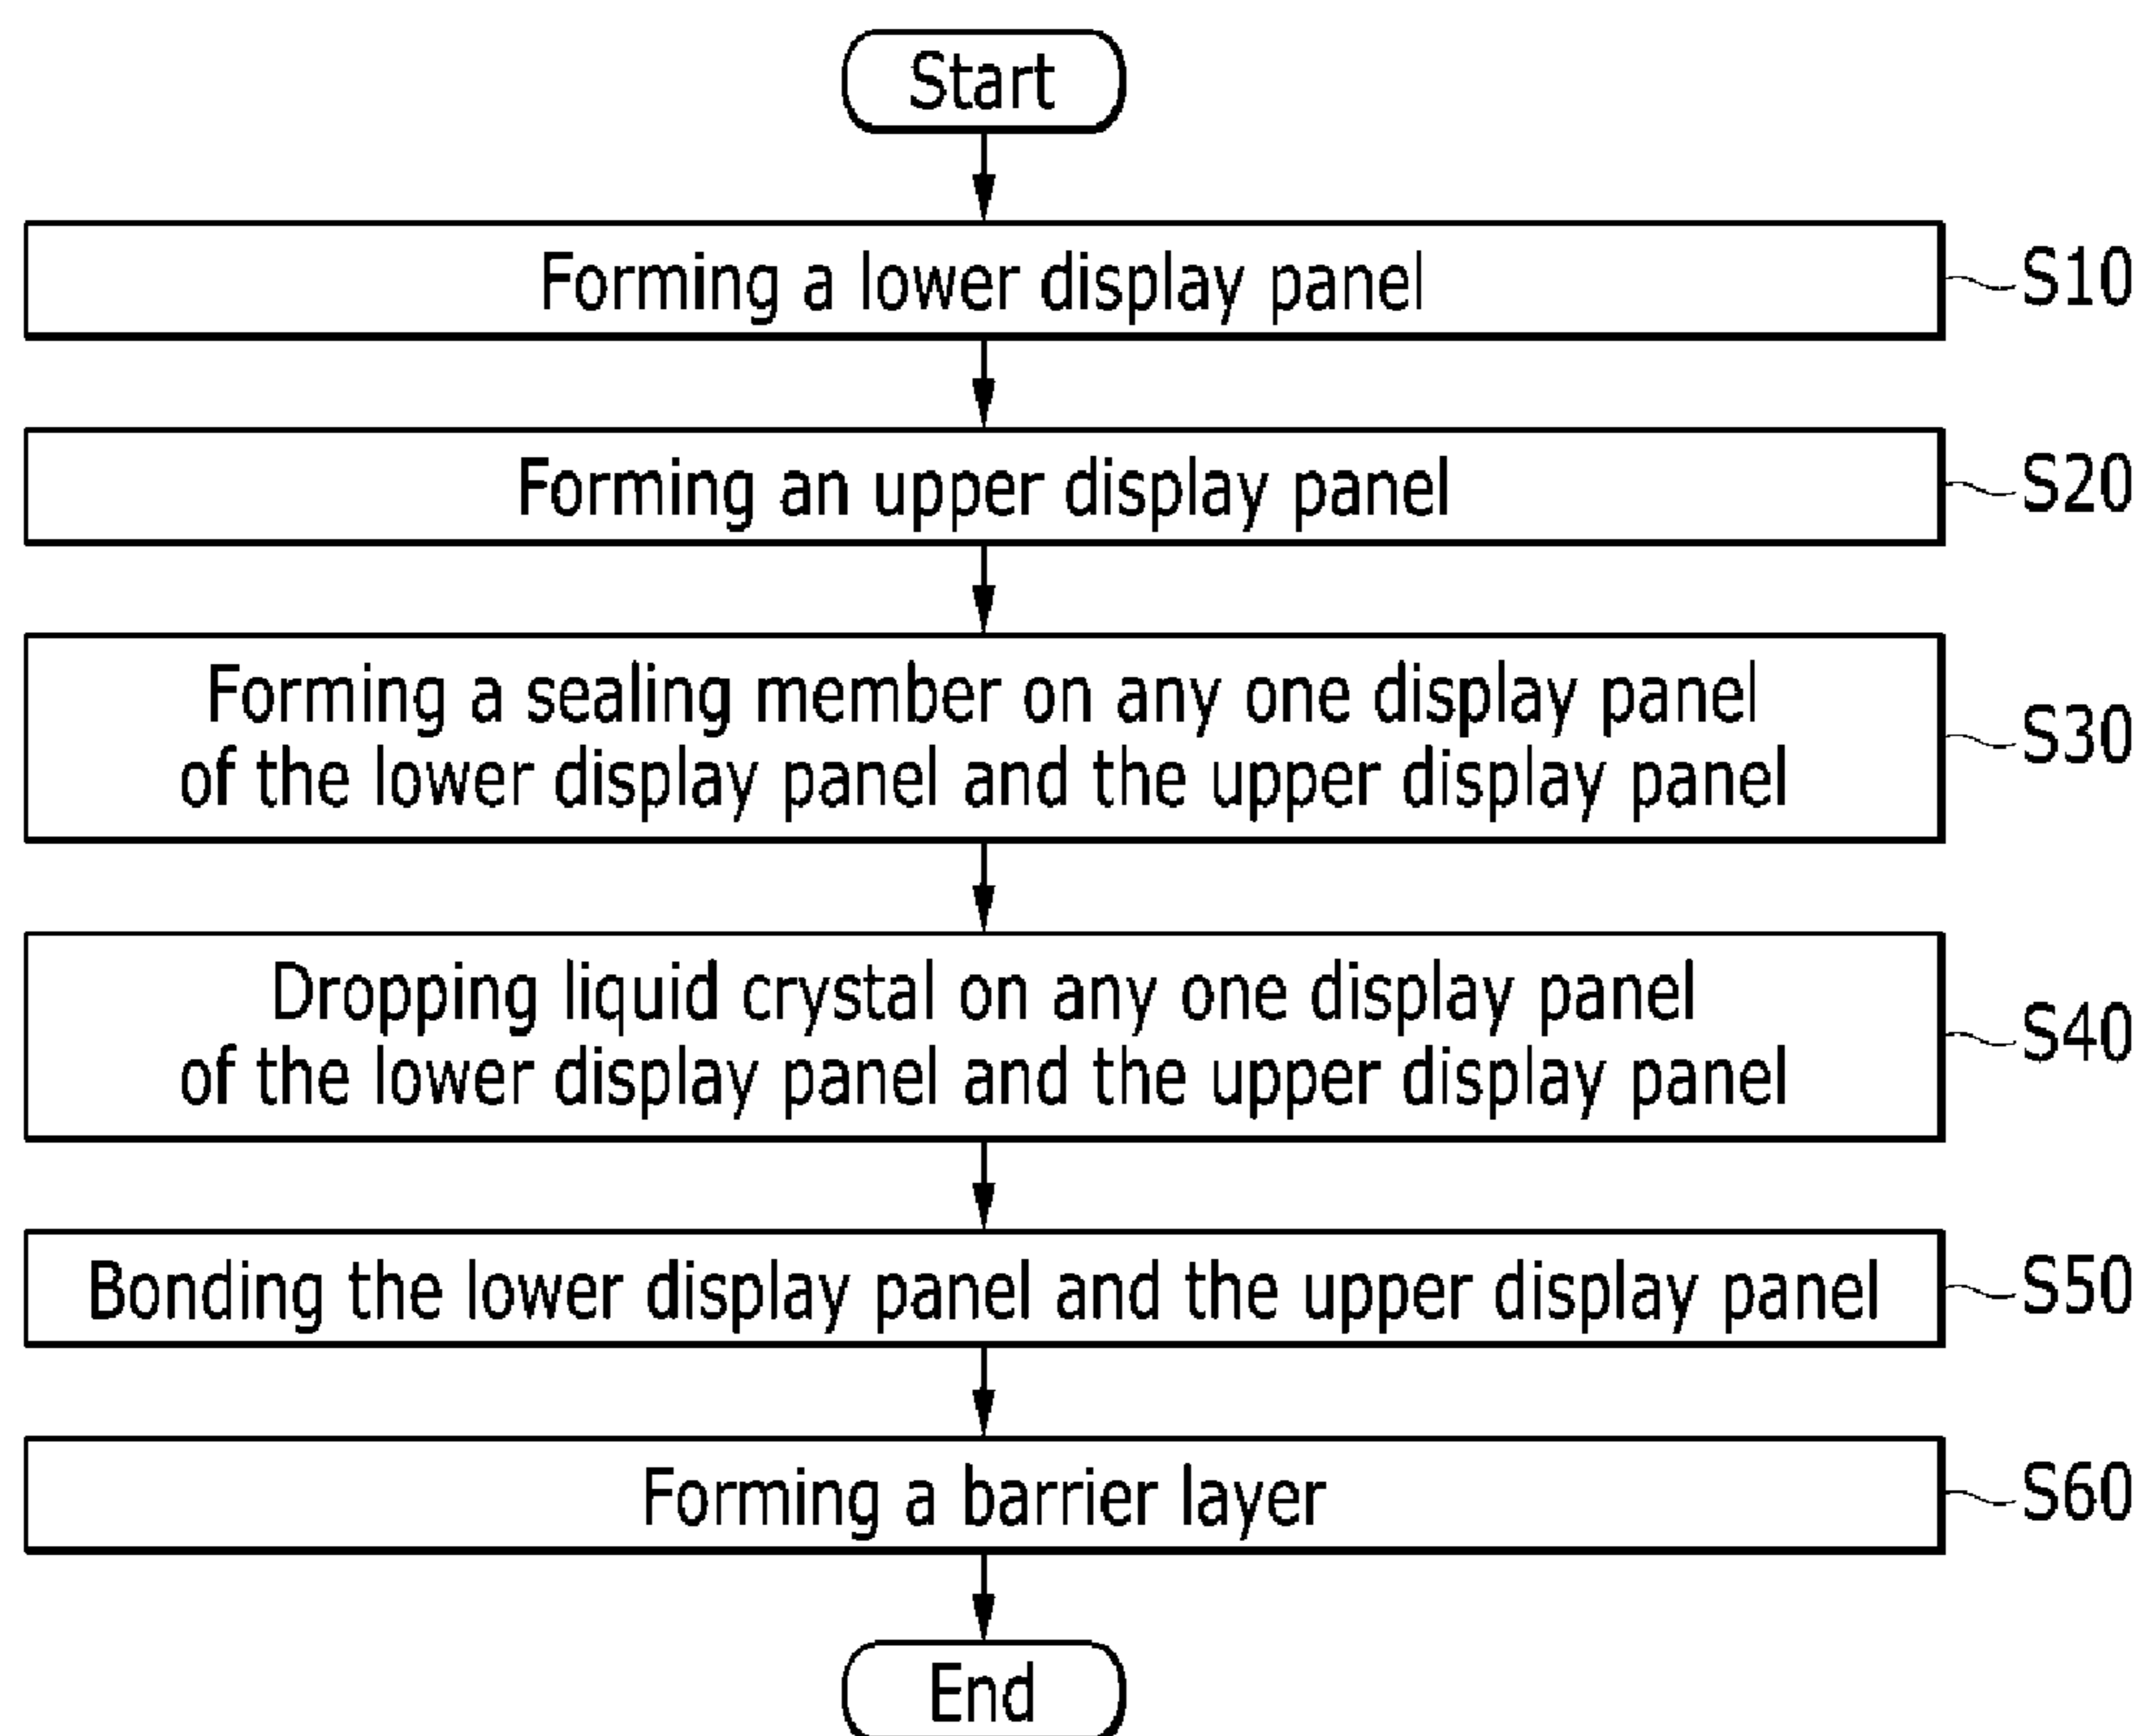 Start
Forming a lower display panel
S10
Forming an upper display panel
S20
Forming a sealing member on any one display panel
of the lower display panel and the upper display panel
S30
Dropping liquid crystal on any one display panel
of the lower display panel and the upper display panel
S40
Bonding the lower display panel and the upper display panel
S50
Forming a barrier layer
S60
End